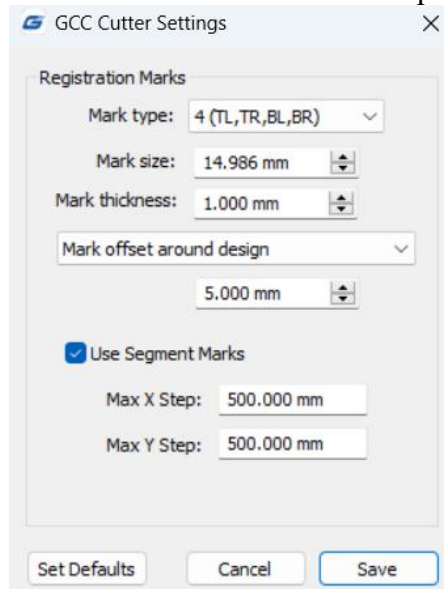 GCC Cutter Settings
Registration Marks
Mark type: 4 (TL,TR,BL,BR)
Mark size: 14.986 mm
Mark thickness: 1.000 mm
Mark offset around design
5.000 mm
Use Segment Marks
Max X Step: 500.000 mm
Max Y Step: 500.000 mm
Set Defaults Cancel Save